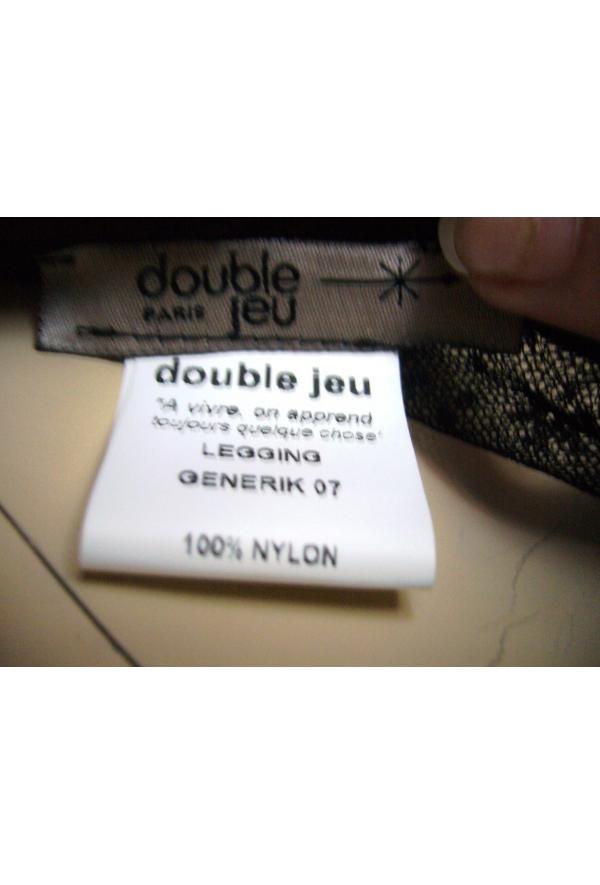 double
PARIS jeu
double jeu
"A vivre, on apprend
toujours quelque chose"
LEGGING
GENERIK 07
100% NYLON